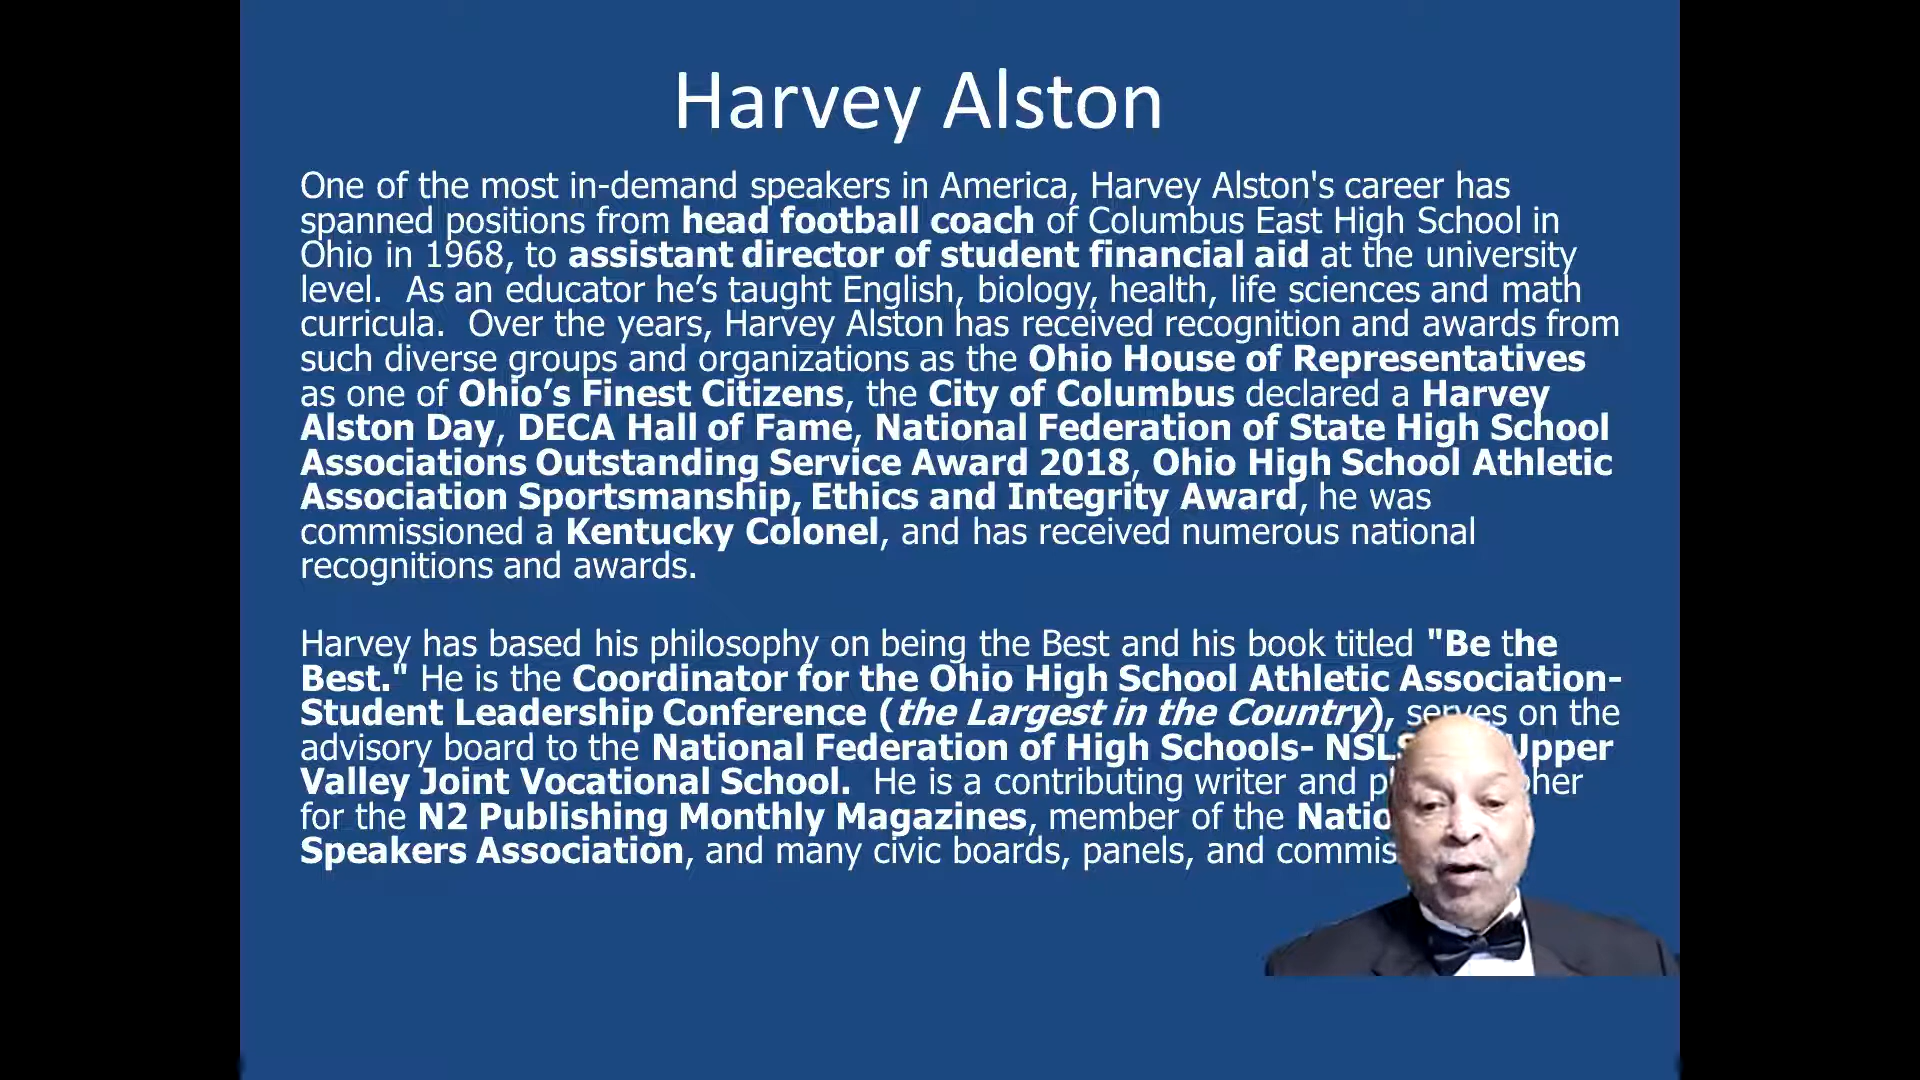 Harvey Alston
One of the most in-demand speakers in America, Harvey Alston's career has
spanned positions from head football coach of Columbus East High School in
Ohio in 1968, to assistant director of student financial aid at the university
level.  As an educator he’s taught English, biology, health, life sciences and math
curricula.  Over the years, Harvey Alston has received recognition and awards from
such diverse groups and organizations as the Ohio House of Representatives
as one of Ohio’s Finest Citizens, the City of Columbus declared a Harvey
Alston Day, DECA Hall of Fame, National Federation of State High School
Associations Outstanding Service Award 2018, Ohio High School Athletic
Association Sportsmanship, Ethics and Integrity Award, he was
commissioned a Kentucky Colonel, and has received numerous national
recognitions and awards.
Harvey has based his philosophy on being the Best and his book titled "Be the
Best." He is the Coordinator for the Ohio High School Athletic Association-
Student Leadership Conference (the Largest in the Country), serves on the
advisory board to the National Federation of High Schools- Upper
Valley Joint Vocational School.  He is a contributing writer and
for the N2 Publishing Monthly Magazines, member of the
Speakers Association, and many civic boards, panels, and